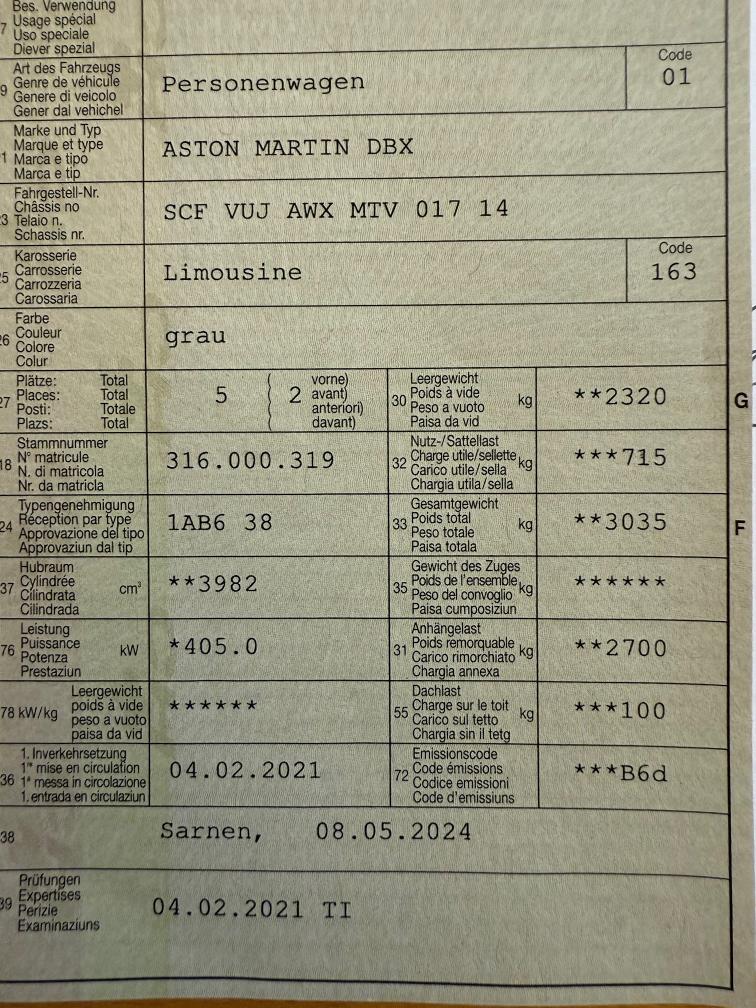 Bes. Verwendung
Usage spécial
Uso speciale
Diever spezial
Art des Fahrzeugs
Genre de véhicule
Genere di veicolo
Gener dal vehichel
Personenwagen
Code
01
Marke und Typ
Marque et type
Marca e tipo
Marca e tip
ASTON MARTIN DBX
Fahrgestell-Nr.
Châssis no
Telaio n.
Schassis nr.
SCF VUJ AWX MTV 017 14
Karosserie
Carrosserie
Carrozzeria
Carossaria
Limousine
Code
163
Farbe
Couleur
Colore
Colur
grau
27 Plätze: Total
Places: Total
Posti: Totale
Plazs: Total
5 ( 2 vorne)
avant)
anteriori)
davant)
30 Leergewicht
Poids à vide
Peso a vuoto
Paisa da vid
kg
**2320
G
18 Stammnummer
N° matricule
N. di matricola
Nr. da matricla
316.000.319
32 Nutz-/Sattellast
Charge utile/sellette
Carico utile/sella
Chargia utila/sella
kg
***715
24 Typengenehmigung
Réception par type
Approvazione del tipo
Approvaziun dal tip
1AB6 38
33 Gesamtgewicht
Poids total
Peso totale
Paisa totala
kg
**3035
F
37 Hubraum
Cylindrée
Cilindrata
Cilindrada
cm³
**3982
35 Gewicht des Zuges
Poids de l'ensemble
Peso del convoglio
Paisa cumposiziun
kg
******
76 Leistung
Puissance
Potenza
Prestaziun
kW
*405.0
31 Anhängelast
Poids remorquable
Carico rimorchiato
Chargia annexa
kg
**2700
78 kW/kg Leergewicht
poids à vide
peso a vuoto
paisa da vid
******
55 Dachlast
Charge sur le toit
Carico sul tetto
Chargia sin il tetg
kg
***100
36 1. Inverkehrsetzung
1re mise en circulation
1a messa in circolazione
1. entrada en circulaziun
04.02.2021
72 Emissionscode
Code émissions
Codice emissioni
Code d'emissiuns
***B6d
38
Sarnen, 08.05.2024
39 Prüfungen
Expertises
Perizie
Examinaziuns
04.02.2021 TI